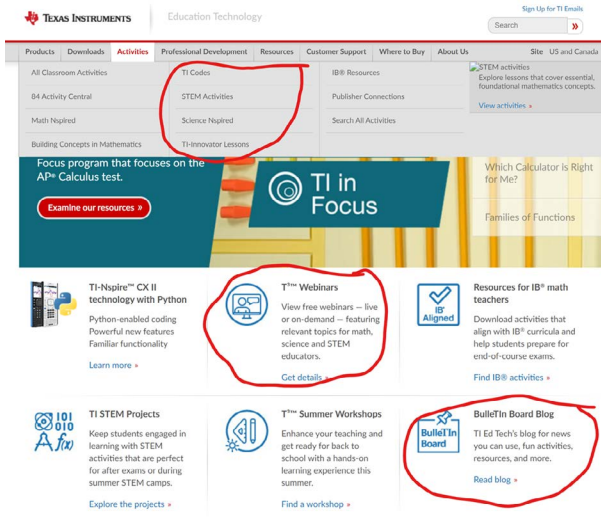 Sign Up for TI Emails
TEXAS INSTRUMENTS
Education Technology
Search
»
Products Downloads Activities Professional Development Resources Customer Support Where to Buy About Us Site US and Canada
All Classroom Activities TI Codes IB® Resources STEM activities
Explore lessons that cover essential,
foundational mathematics concepts.
84 Activity Central STEM Activities Publisher Connections
View activities »
Math Nspired Science Nspired Search All Activities
Building Concepts in Mathematics TI-Innovator Lessons
Focus program that focuses on the
AP® Calculus test.
Examine our resources »
TI in
Focus
Which Calculator is Right
for Me?
Families of Functions
TI-Nspire™ CX II
technology with Python
Python-enabled coding
Powerful new features
Familiar functionality
Learn more »
T³™ Webinars
View free webinars — live
or on-demand — featuring
relevant topics for math,
science and STEM
educators.
Get details »
IB®
Aligned
Resources for IB® math
teachers
Download activities that
align with IB® curricula and
help students prepare for
end-of-course exams.
Find IB® activities »
101
010
f(x)
TI STEM Projects
Keep students engaged in
learning with STEM
activities that are perfect
for after exams or during
summer STEM camps.
Explore the projects »
T³™ Summer Workshops
Enhance your teaching and
get ready for back to
school with a hands-on
learning experience this
summer.
Find a workshop »
BulleTIn
Board
BulleTIn Board Blog
TI Ed Tech's blog for news
you can use, fun activities,
resources, and more.
Read blog »